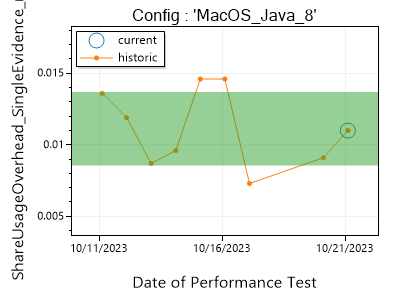 Config : 'MacOS_Java_8'
current
historic
0.015
0.01
0.005
10/11/2023
10/16/2023
10/21/2023
Date of Performance Test
ShareUsageOverhead_SingleEvidence_